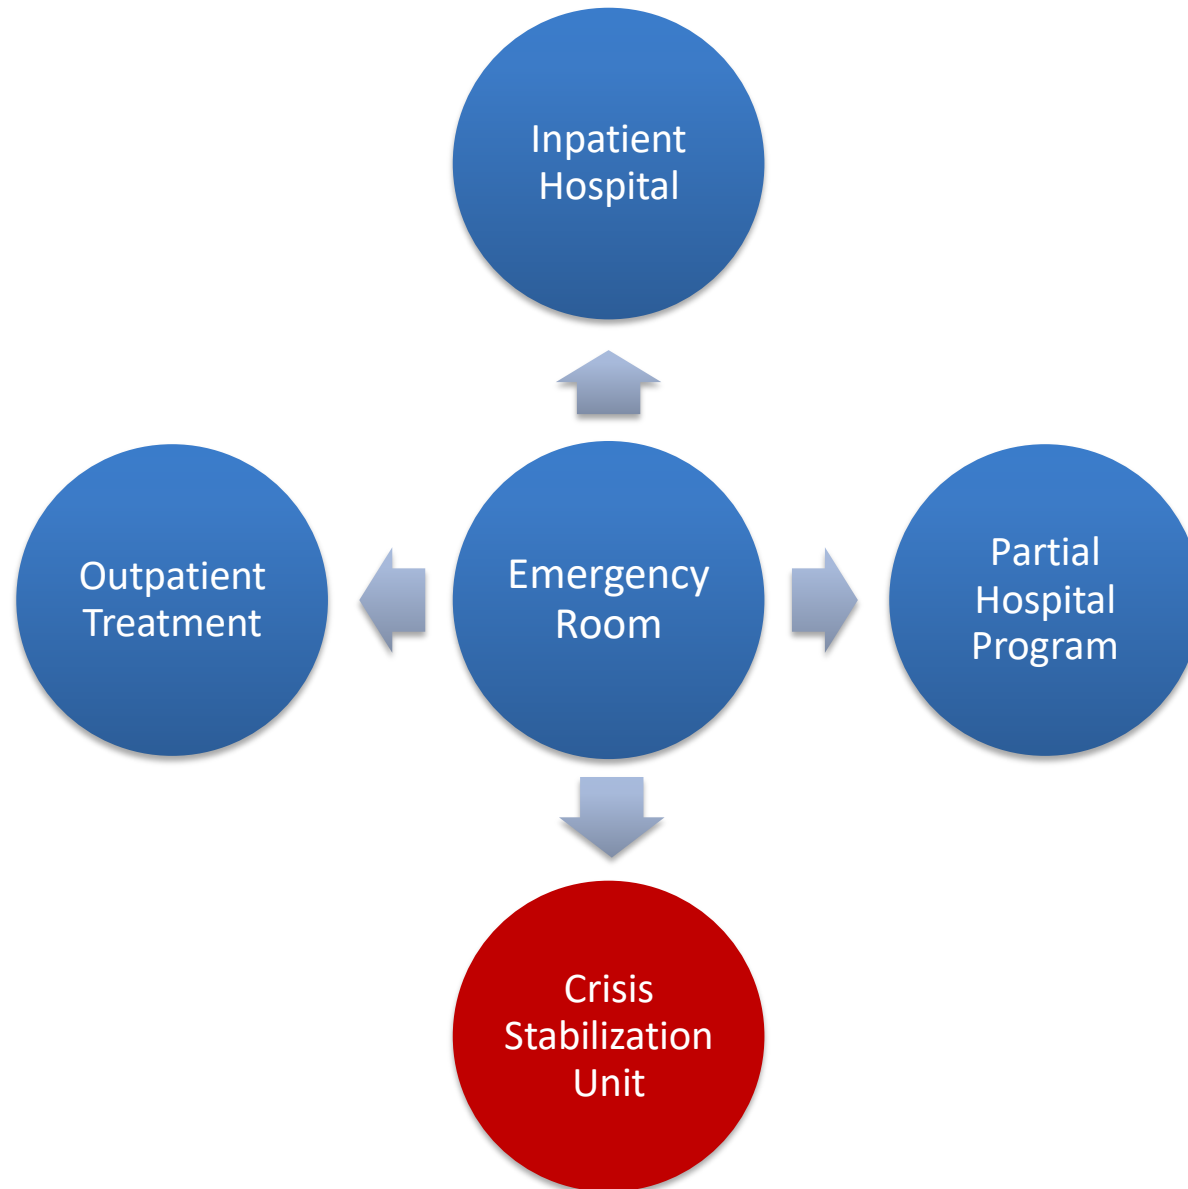 Inpatient
Hospital
Outpatient
Treatment
Emergency
Room
Partial
Hospital
Program
Crisis
Stabilization
Unit